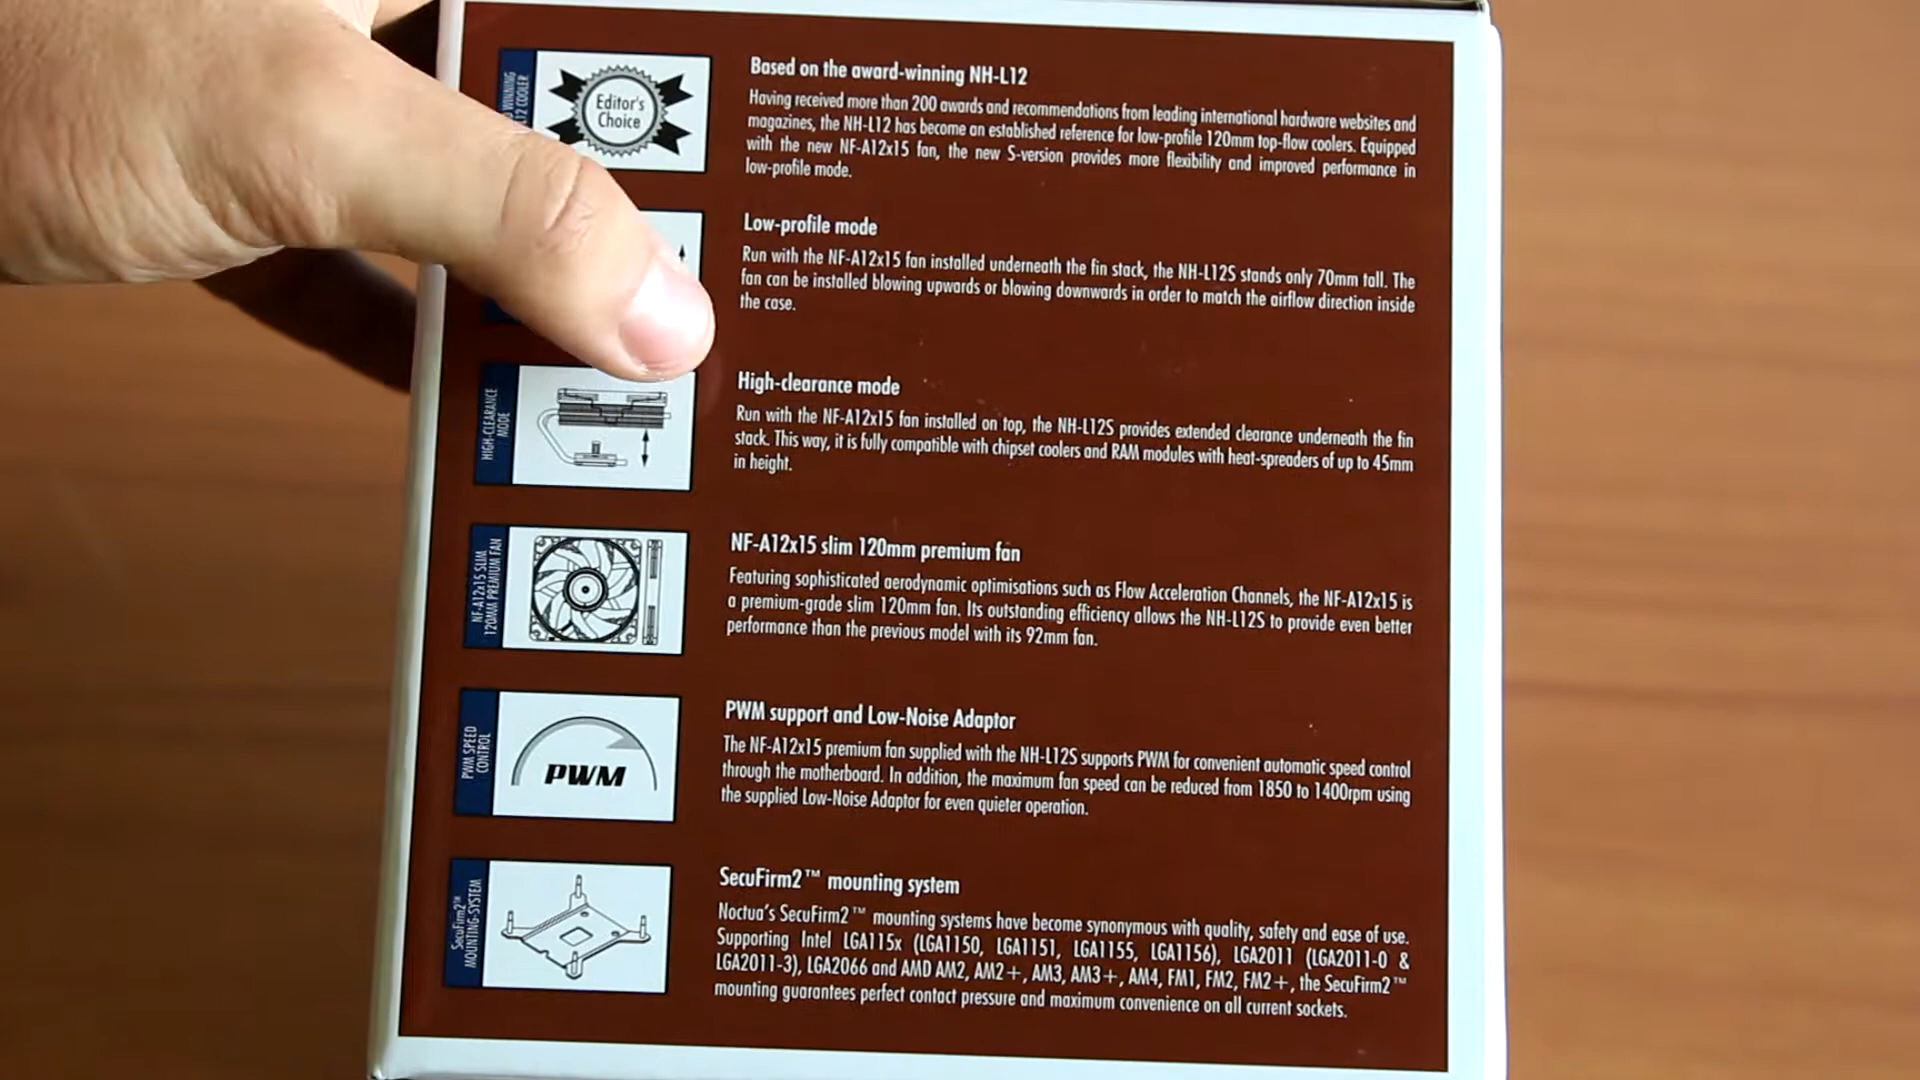 WINNING
12 COOLER
Editor's
Choice
Based on the award-winning NH-L12
Having received more than 200 awards and recommendations from leading international hardware websites and
magazines, the NH-L12 has become an established reference for low-profile 120mm top-flow coolers. Equipped
with the new NF-A12x15 fan, the new S-version provides more flexibility and improved performance in
low-profile mode.
Low-profile mode
Run with the NF-A12x15 fan installed underneath the fin stack, the NH-L12S stands only 70mm tall. The
fan can be installed blowing upwards or blowing downwards in order to match the airflow direction inside
the case.
HIGH-CLEARANCE
MODE
High-clearance mode
Run with the NF-A12x15 fan installed on top, the NH-L12S provides extended clearance underneath the fin
stack. This way, it is fully compatible with chipset coolers and RAM modules with heat-spreaders of up to 45mm
in height.
NF-A12x15 SLIM
120MM PREMIUM FAN
NF-A12x15 slim 120mm premium fan
Featuring sophisticated aerodynamic optimisations such as Flow Acceleration Channels, the NF-A12x15 is
a premium-grade slim 120mm fan. Its outstanding efficiency allows the NH-L12S to provide even better
performance than the previous model with its 92mm fan.
PWM SPEED
CONTROL
PWM
PWM support and Low-Noise Adaptor
The NF-A12x15 premium fan supplied with the NH-L12S supports PWM for convenient automatic speed control
through the motherboard. In addition, the maximum fan speed can be reduced from 1850 to 1400rpm using
the supplied Low-Noise Adaptor for even quieter operation.
SecuFirm2™
MOUNTING-SYSTEM
SecuFirm2™ mounting system
Noctua's SecuFirm2™ mounting systems have become synonymous with quality, safety and ease of use.
Supporting Intel LGA115x (LGA1150, LGA1151, LGA1155, LGA1156), LGA2011 (LGA2011-0 &
LGA2011-3), LGA2066 and AMD AM2, AM2+, AM3, AM3+, AM4, FM1, FM2, FM2+, the SecuFirm2™
mounting guarantees perfect contact pressure and maximum convenience on all current sockets.